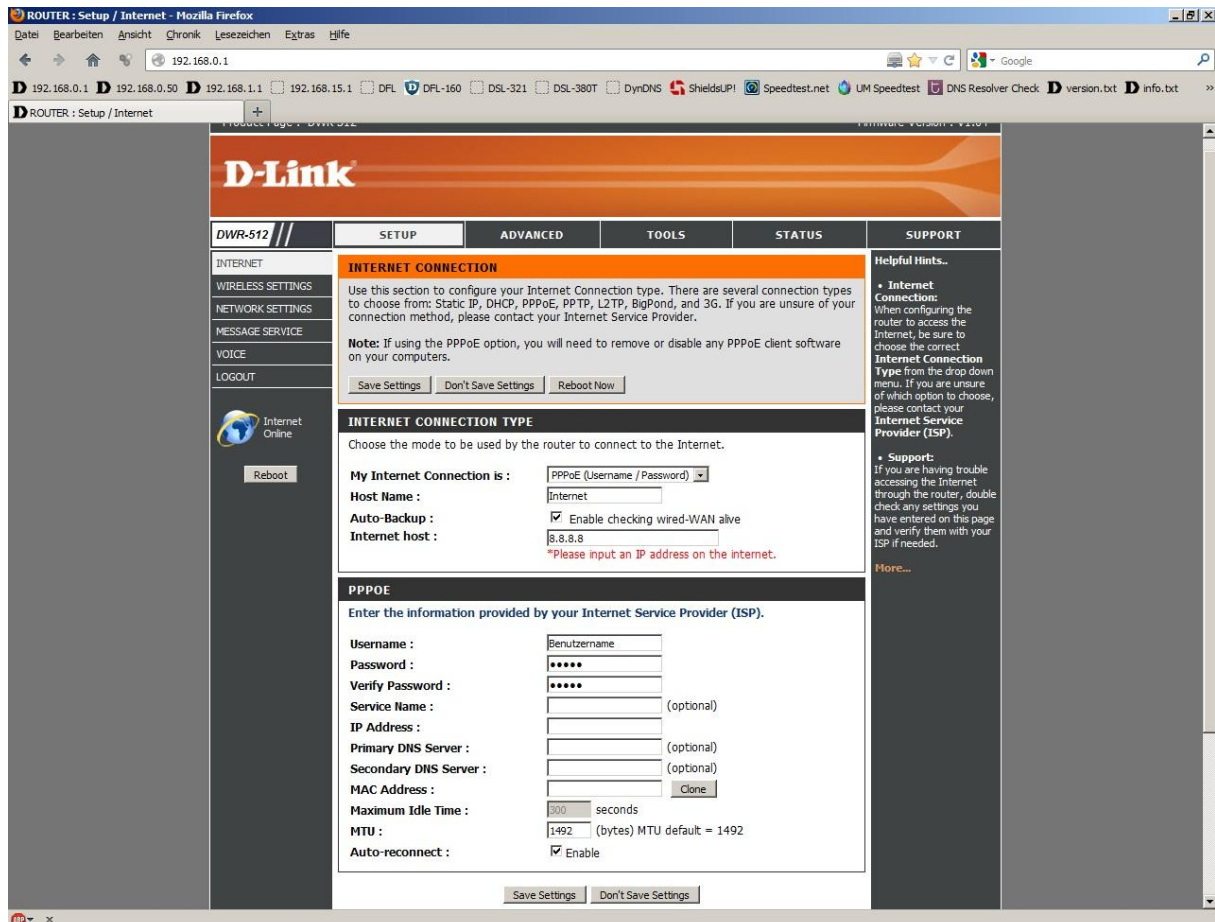 ROUTER : Setup / Internet - Mozilla Firefox
Datei Bearbeiten Ansicht Chronik Lesezeichen Extras Hilfe
192.168.0.1
Google
192.168.0.1 192.168.0.50 192.168.1.1 192.168.15.1 DFL DFL-160 DSL-321 DSL-380T DynDNS ShieldsUP! Speedtest.net UM Speedtest DNS Resolver Check version.txt info.txt »
ROUTER : Setup / Internet
Product Page : DWR-512 Firmware Version : V1.04
D-Link
DWR-512 SETUP ADVANCED TOOLS STATUS SUPPORT
INTERNET
WIRELESS SETTINGS
NETWORK SETTINGS
MESSAGE SERVICE
VOICE
LOGOUT
Internet
Online
Reboot
INTERNET CONNECTION
Use this section to configure your Internet Connection type. There are several connection types
to choose from: Static IP, DHCP, PPPoE, PPTP, L2TP, BigPond, and 3G. If you are unsure of your
connection method, please contact your Internet Service Provider.
Note: If using the PPPoE option, you will need to remove or disable any PPPoE client software
on your computers.
Save Settings Don't Save Settings Reboot Now
INTERNET CONNECTION TYPE
Choose the mode to be used by the router to connect to the Internet.
My Internet Connection is : PPPoE (Username / Password)
Host Name : Internet
Auto-Backup : Enable checking wired-WAN alive
Internet host : 8.8.8.8
*Please input an IP address on the internet.
PPPOE
Enter the information provided by your Internet Service Provider (ISP).
Username : Benutzername
Password : •••••
Verify Password : •••••
Service Name : (optional)
IP Address :
Primary DNS Server : (optional)
Secondary DNS Server : (optional)
MAC Address : Clone
Maximum Idle Time : 300 seconds
MTU : 1492 (bytes) MTU default = 1492
Auto-reconnect : Enable
Save Settings Don't Save Settings
Helpful Hints..
• Internet
Connection:
When configuring the
router to access the
Internet, be sure to
choose the correct
Internet Connection
Type from the drop down
menu. If you are unsure
of which option to choose,
please contact your
Internet Service
Provider (ISP).
• Support:
If you are having trouble
accessing the Internet
through the router, double
check any settings you
have entered on this page
and verify them with your
ISP if needed.
More...
ABP